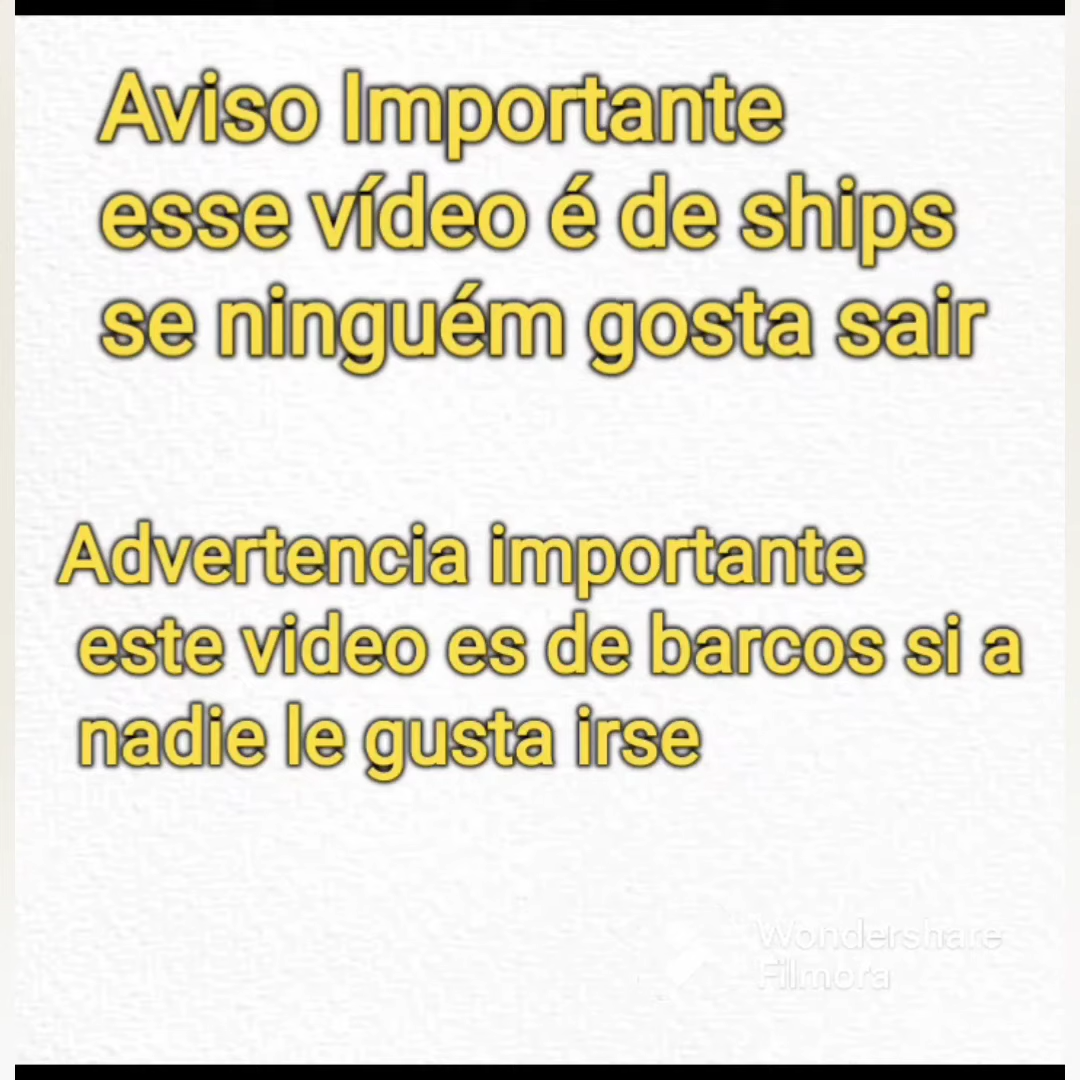 Aviso Importante
esse vídeo é de ships
se ninguém gosta sair
Advertencia importante
este video es de barcos si a
nadie le gusta irse
Wondershare
Filmora